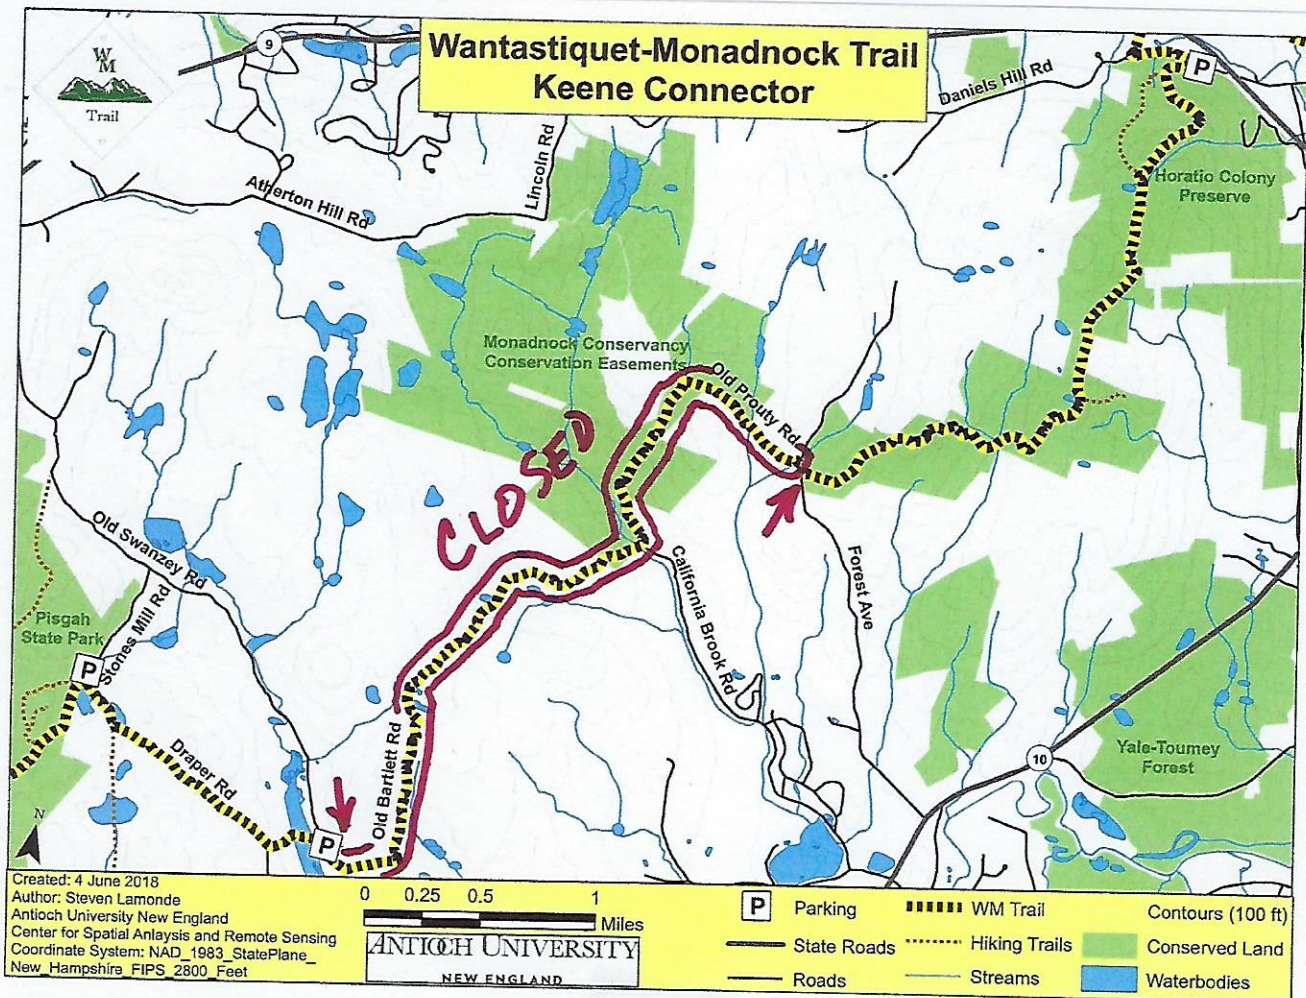 W
M
Trail
9
Wantastiquet-Monadnock Trail
Keene Connector
Daniels Hill Rd
P
Lincoln Rd
Atherton Hill Rd
Horatio Colony
Preserve
Monadnock Conservancy
Conservation Easements
Old Prouty Rd
CLOSED
Old Swanzey Rd
Stones Mill Rd
California Brook Rd
Forest Ave
Pisgah
State Park
P
Draper Rd
Old Bartlett Rd
10
Yale-Toumey
Forest
P
N
Created: 4 June 2018
Author: Steven Lamonde
Antioch University New England
Center for Spatial Anlaysis and Remote Sensing
Coordinate System: NAD_1983_StatePlane_
New_Hampshire_FIPS_2800_Feet
0 0.25 0.5 1
Miles
ANTIOCH UNIVERSITY
NEW ENGLAND
P Parking
State Roads
Roads
WM Trail
Hiking Trails
Streams
Contours (100 ft)
Conserved Land
Waterbodies